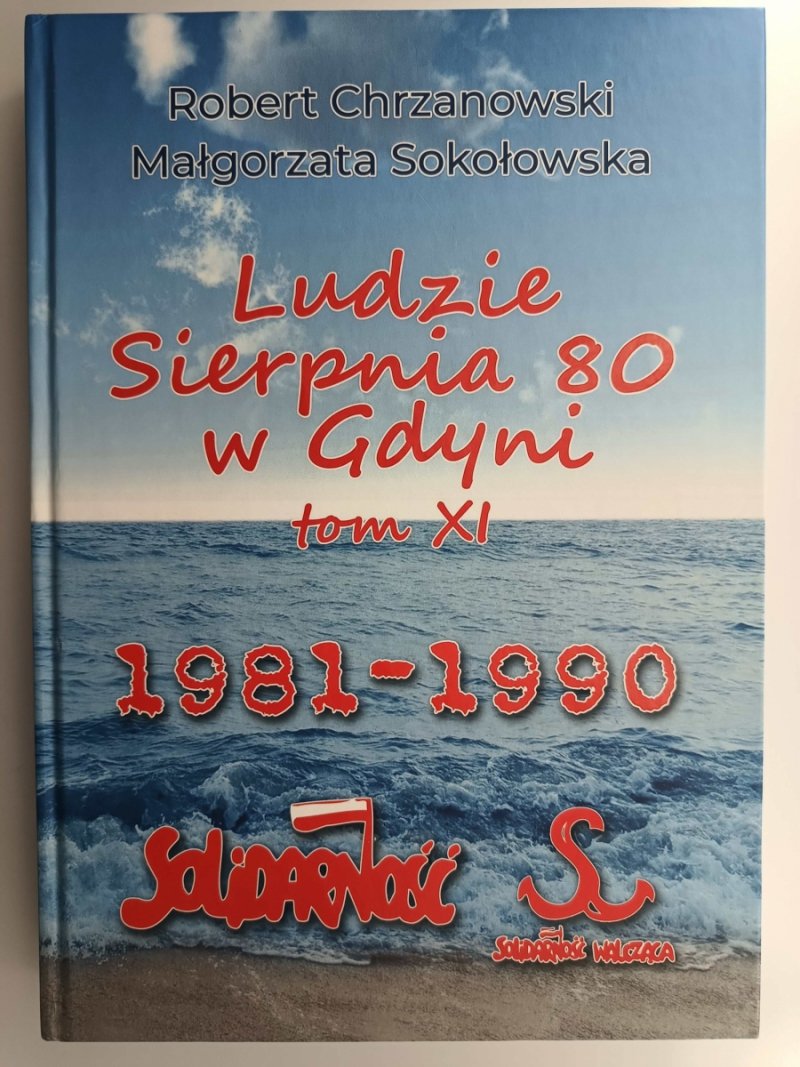 Robert Chrzanowski
Małgorzata Sokołowska
Ludzie
Sierpnia 80
w Gdyni
tom XI
1981-1990
SOLIDARNOŚĆ
SOLIDARNOŚĆ WALCZĄCA